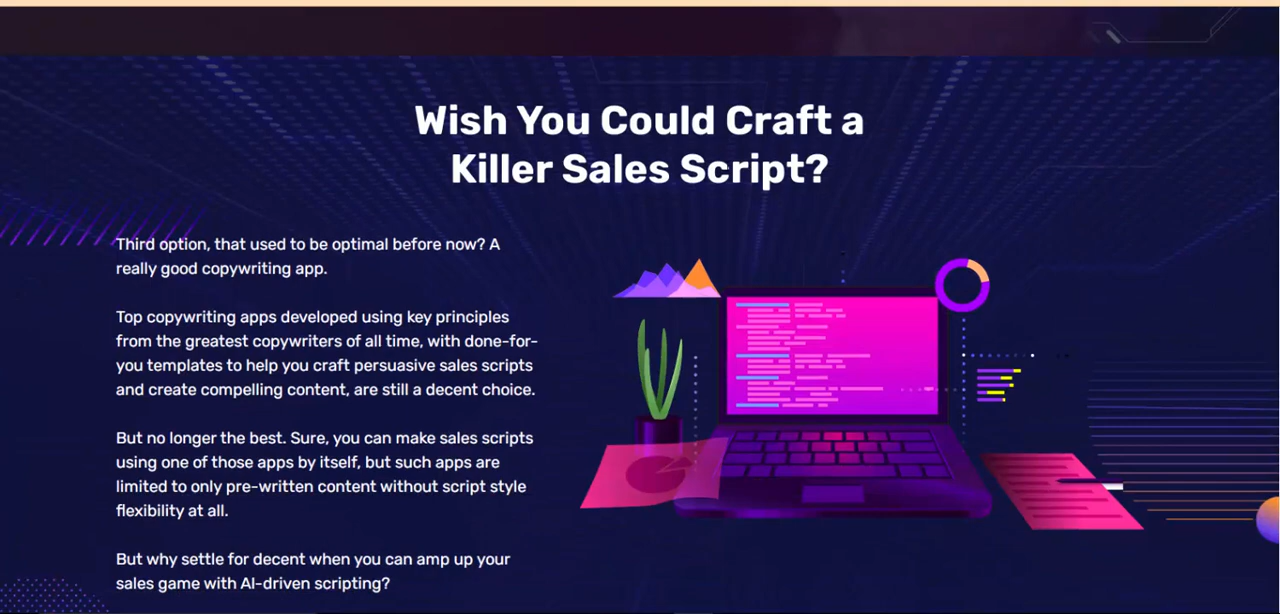 Wish You Could Craft a
Killer Sales Script?
Third option, that used to be optimal before now? A
really good copywriting app.
Top copywriting apps developed using key principles
from the greatest copywriters of all time, with done-for-
you templates to help you craft persuasive sales scripts
and create compelling content, are still a decent choice.
But no longer the best. Sure, you can make sales scripts
using one of those apps by itself, but such apps are
limited to only pre-written content without script style
flexibility at all.
But why settle for decent when you can amp up your
sales game with AI-driven scripting?